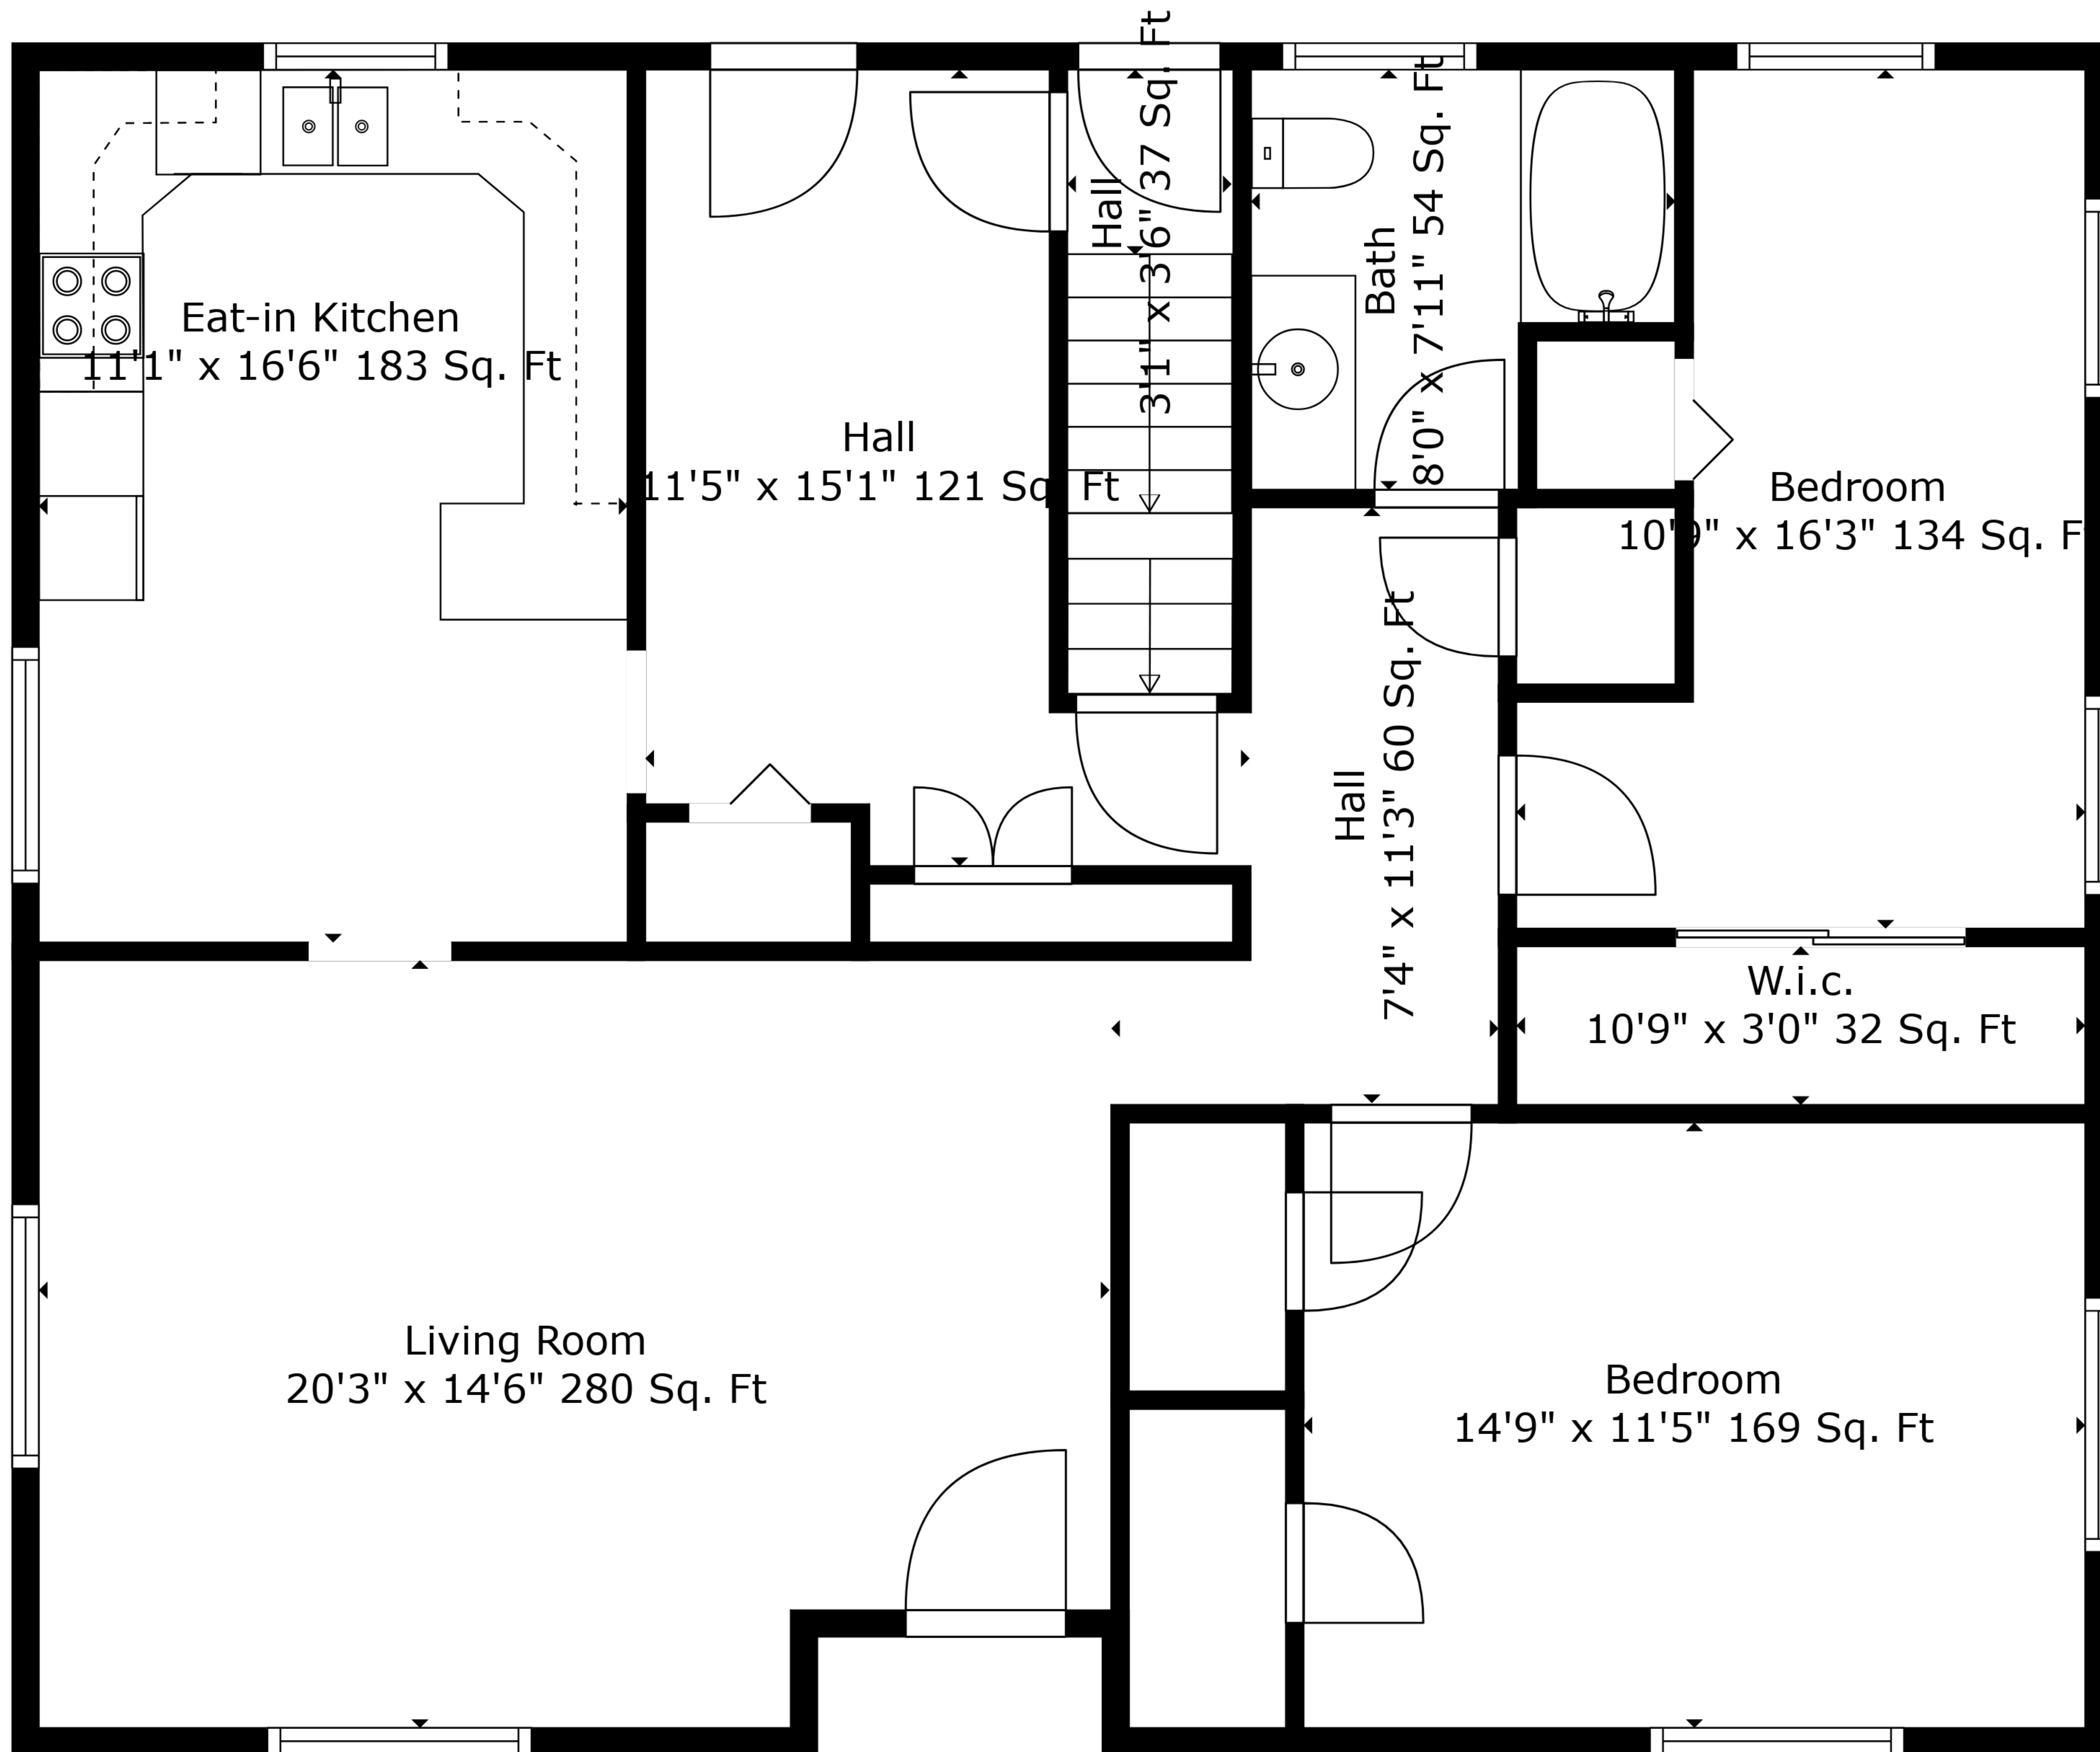 Eat-in Kitchen
11'1" x 16'6" 183 Sq. Ft
Hall
11'5" x 15'1" 121 Sq. Ft
Hall
3'1" x 3'6" 37 Sq. Ft
Bath
8'0" x 7'11" 54 Sq. Ft
Bedroom
10'9" x 16'3" 134 Sq. F
Hall
7'4" x 11'3" 60 Sq. Ft
W.i.c.
10'9" x 3'0" 32 Sq. Ft
Living Room
20'3" x 14'6" 280 Sq. Ft
Bedroom
14'9" x 11'5" 169 Sq. Ft